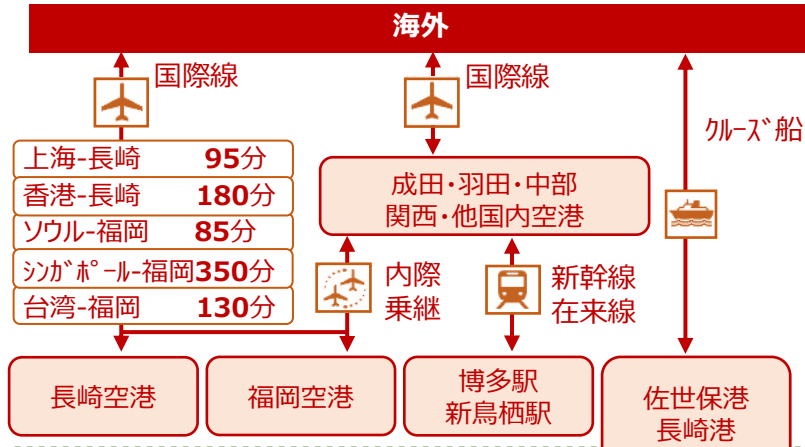 海外
国際線
国際線
クルーズ船
上海-長崎 95分
香港-長崎 180分
ソウル-福岡 85分
シンガポール-福岡350分
台湾-福岡 130分
成田・羽田・中部
関西・他国内空港
内際
乗継
新幹線
在来線
長崎空港
福岡空港
博多駅
新鳥栖駅
佐世保港
長崎港